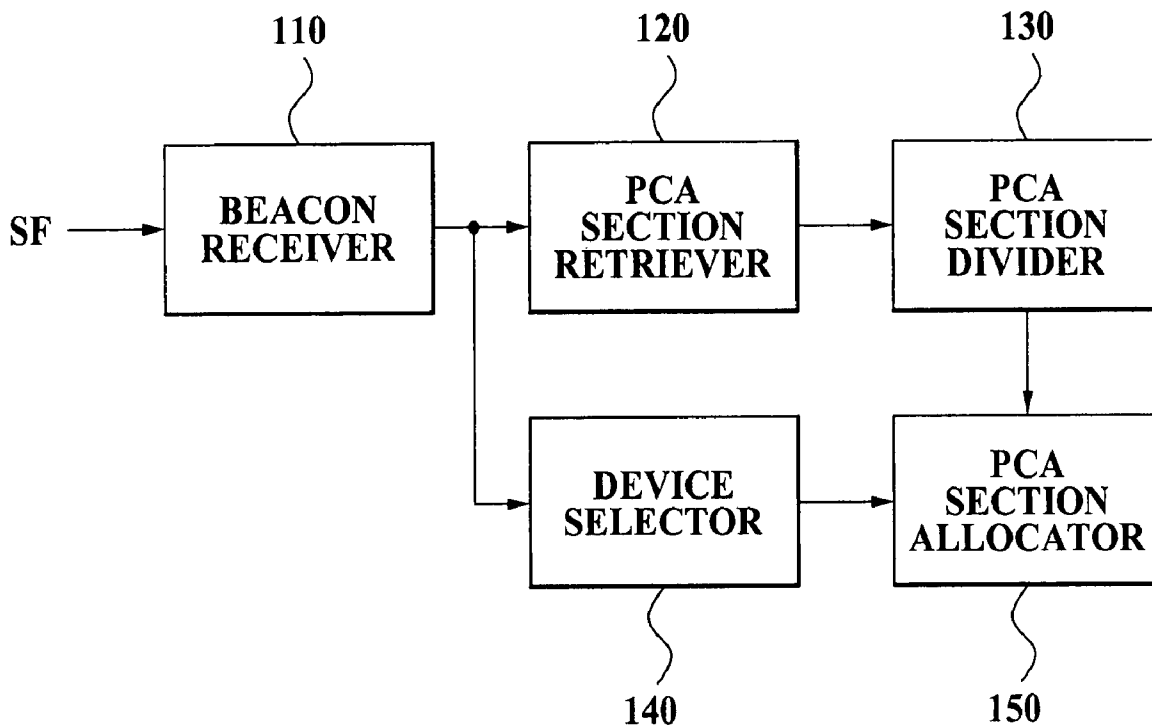 110
120
130
SF
BEACON
RECEIVER
PCA
SECTION
RETRIEVER
PCA
SECTION
DIVIDER
DEVICE
SELECTOR
PCA
SECTION
ALLOCATOR
140
150